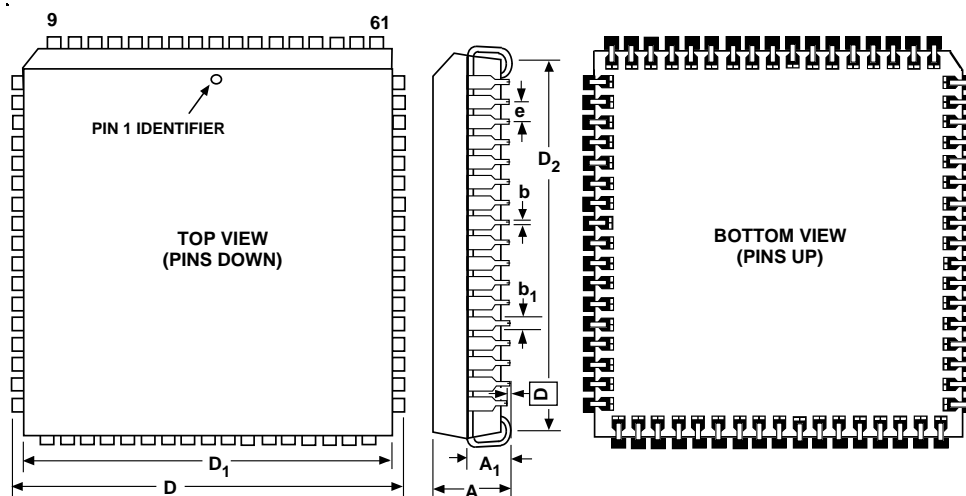 9
61
PIN 1 IDENTIFIER
TOP VIEW
(PINS DOWN)
D1
D
e
D2
b
b1
D
A1
A
BOTTOM VIEW
(PINS UP)